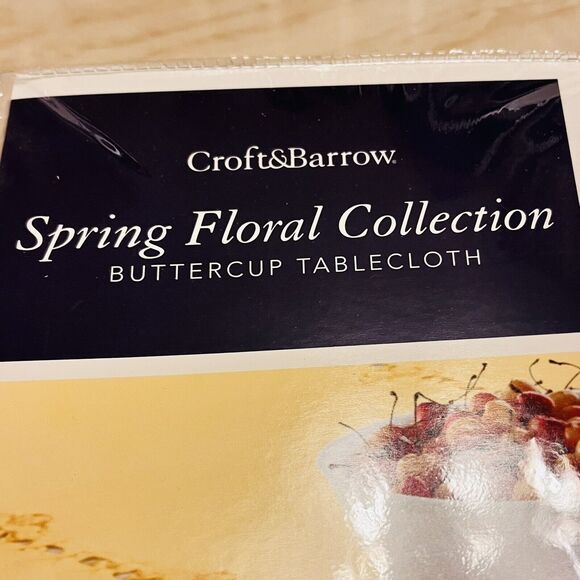 Croft&Barrow®
Spring Floral Collection
BUTTERCUP TABLECLOTH